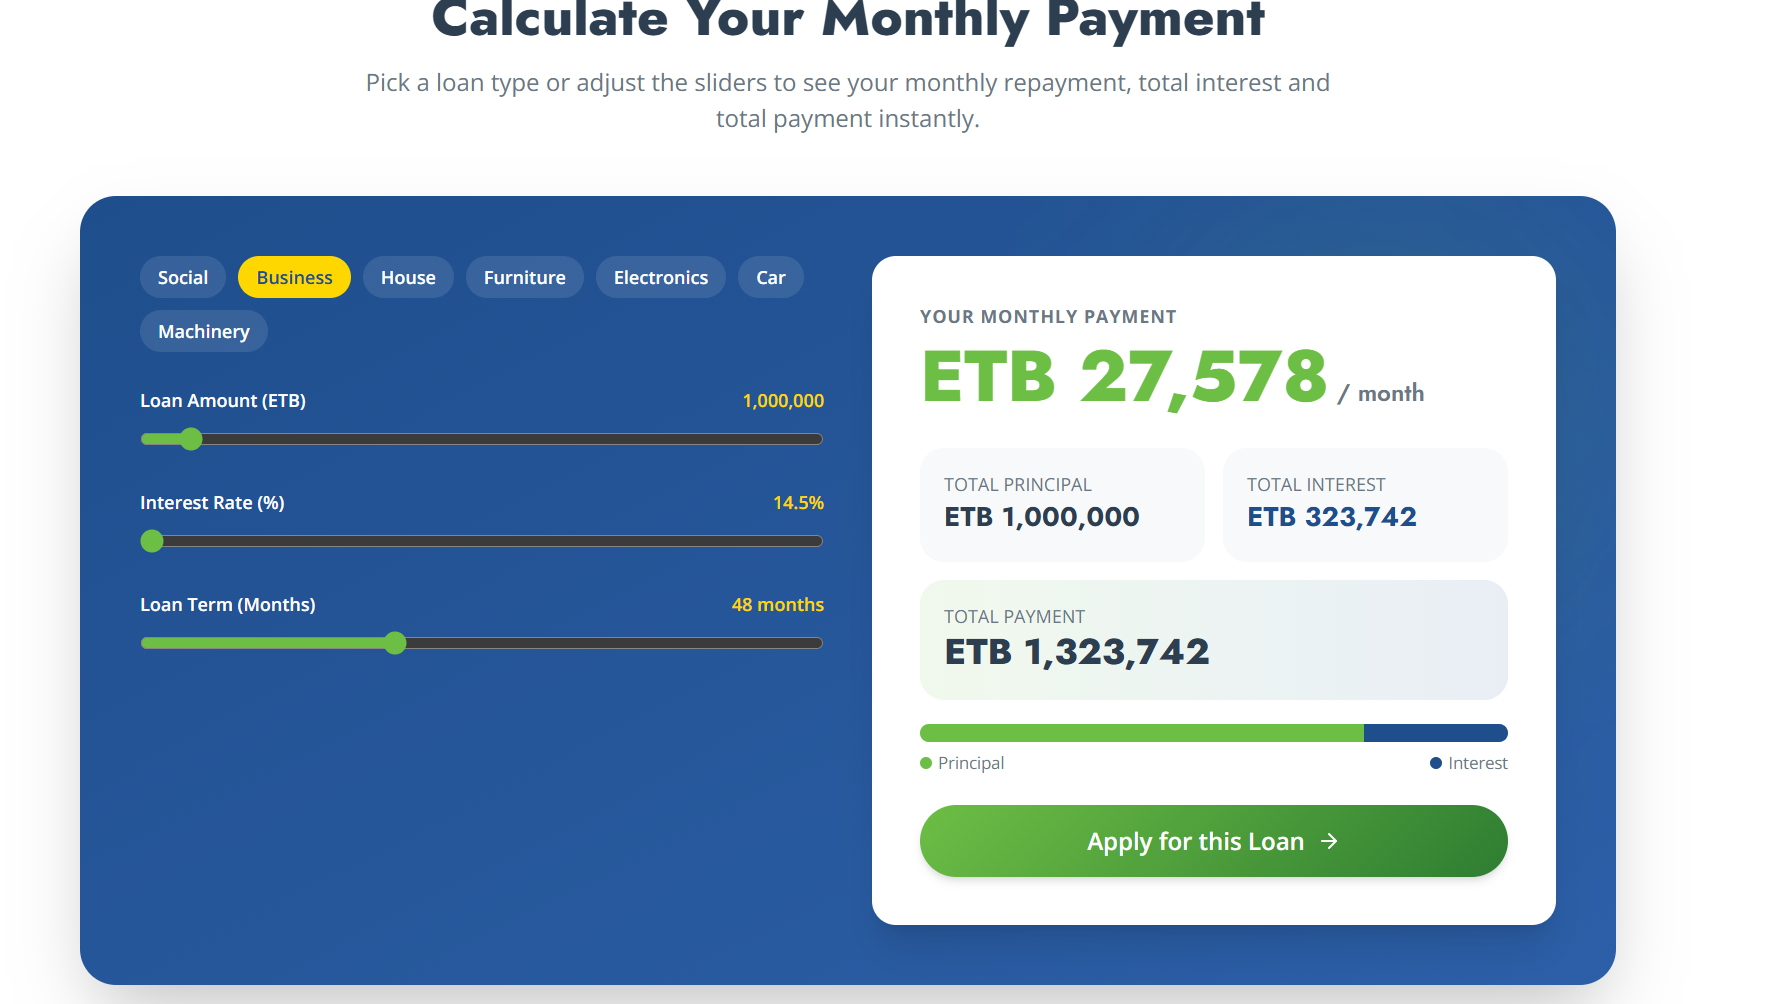 Calculate Your Monthly Payment
Pick a loan type or adjust the sliders to see your monthly repayment, total interest and
total payment instantly.
Social
Business
House
Furniture
Electronics
Car
Machinery
Loan Amount (ETB)
1,000,000
Interest Rate (%)
14.5%
Loan Term (Months)
48 months
YOUR MONTHLY PAYMENT
ETB 27,578 / month
TOTAL PRINCIPAL
ETB 1,000,000
TOTAL INTEREST
ETB 323,742
TOTAL PAYMENT
ETB 1,323,742
Principal
Interest
Apply for this Loan →